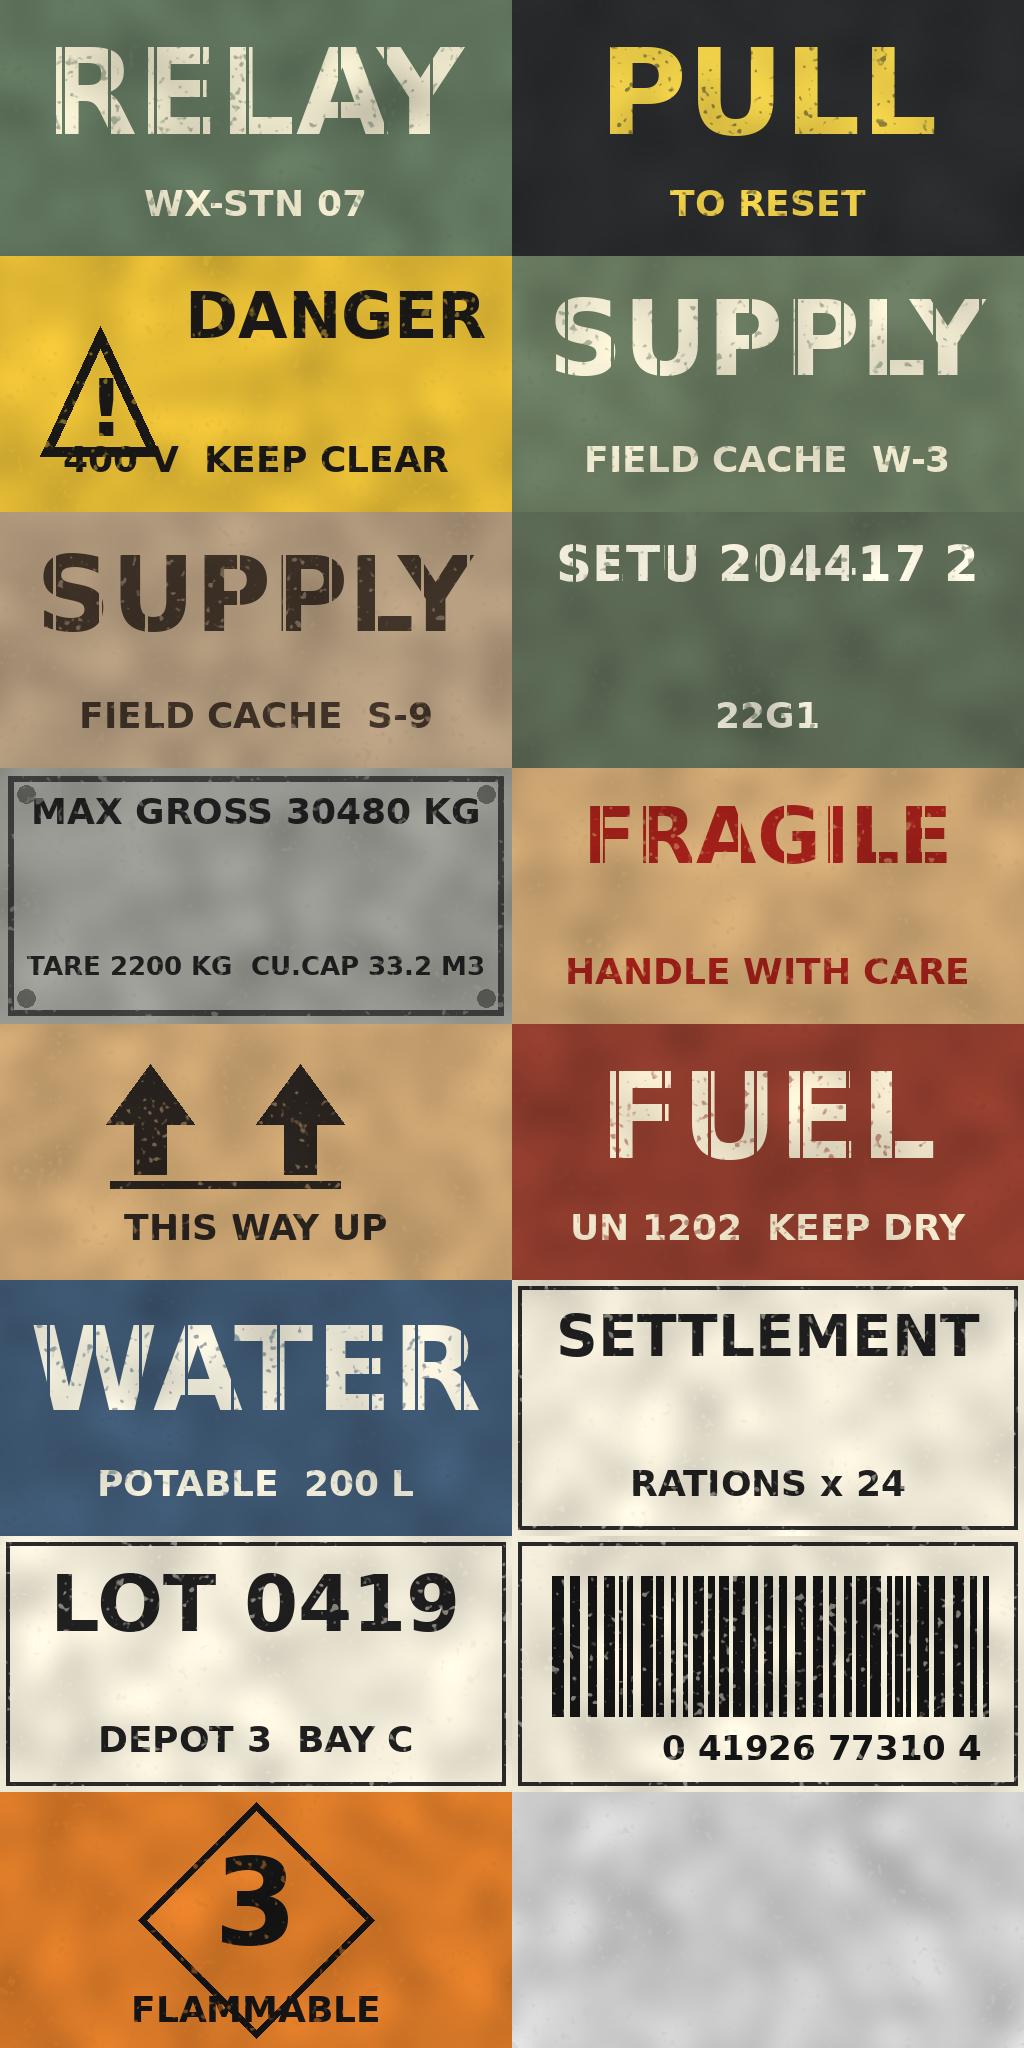 RELAY
WX-STN 07
PULL
TO RESET
DANGER
!
400 V KEEP CLEAR
SUPPLY
FIELD CACHE W-3
SUPPLY
FIELD CACHE S-9
SETU 204417 2
22G1
MAX GROSS 30480 KG
TARE 2200 KG CU.CAP 33.2 M3
FRAGILE
HANDLE WITH CARE
THIS WAY UP
FUEL
UN 1202 KEEP DRY
WATER
POTABLE 200 L
SETTLEMENT
RATIONS x 24
LOT 0419
DEPOT 3 BAY C
0 41926 77310 4
3
FLAMMABLE